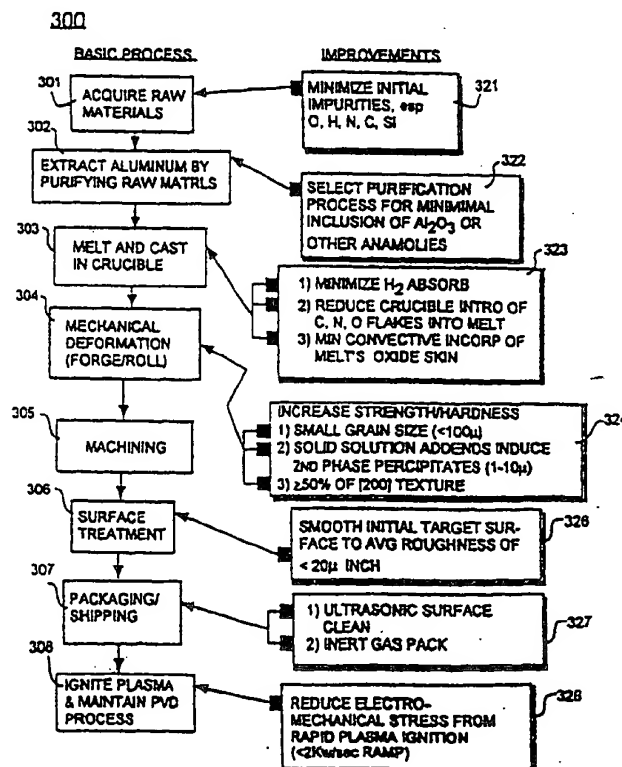 300
BASIC PROCESS
IMPROVEMENTS
301
ACQUIRE RAW
MATERIALS
MINIMIZE INITIAL
IMPURITIES, esp
O, H, N, C, Si
321
302
EXTRACT ALUMINUM BY
PURIFYING RAW MATRLS
322
SELECT PURIFICATION
PROCESS FOR MINIMIMAL
INCLUSION OF Al2O3 OR
OTHER ANAMOLIES
303
MELT AND CAST
IN CRUCIBLE
323
1) MINIMIZE H2 ABSORB
2) REDUCE CRUCIBLE INTRO OF
C, N, O FLAKES INTO MELT
3) MIN CONVECTIVE INCORP OF
MELT'S OXIDE SKIN
304
MECHANICAL
DEFORMATION
(FORGE/ROLL)
INCREASE STRENGTH/HARDNESS
1) SMALL GRAIN SIZE (<100μ)
2) SOLID SOLUTION ADDENDS INDUCE
2ND PHASE PERCIPITATES (1-10μ)
3) ≥50% OF [200] TEXTURE
324
305
MACHINING
306
SURFACE
TREATMENT
SMOOTH INITIAL TARGET SUR-
FACE TO AVG ROUGHNESS OF
< 20μ INCH
326
307
PACKAGING/
SHIPPING
1) ULTRASONIC SURFACE
CLEAN
2) INERT GAS PACK
327
308
IGNITE PLASMA
& MAINTAIN PVD
PROCESS
REDUCE ELECTRO-
MECHANICAL STRESS FROM
RAPID PLASMA IGNITION
(<2Kw/sec RAMP)
328